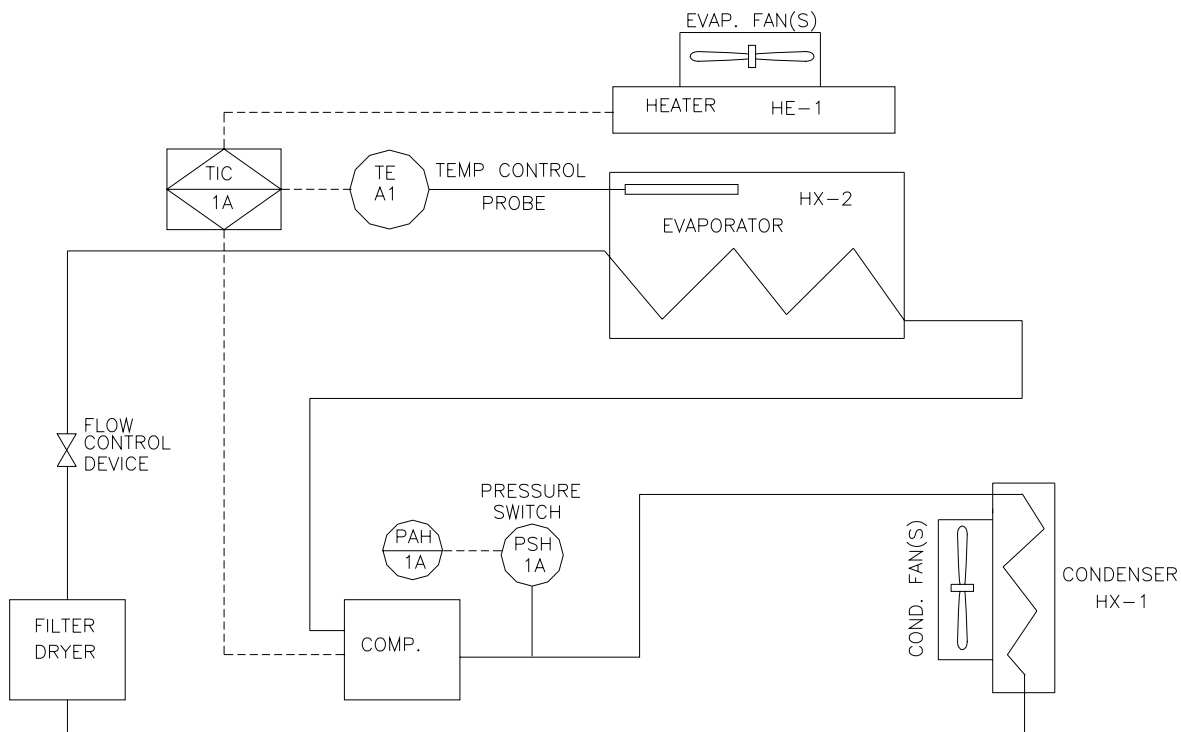 EVAP. FAN(S)
HEATER HE-1
TIC
1A
TE
A1
TEMP CONTROL
PROBE
HX-2
EVAPORATOR
FLOW
CONTROL
DEVICE
PRESSURE
SWITCH
PAH
1A
PSH
1A
COND. FAN(S)
CONDENSER
HX-1
FILTER
DRYER
COMP.